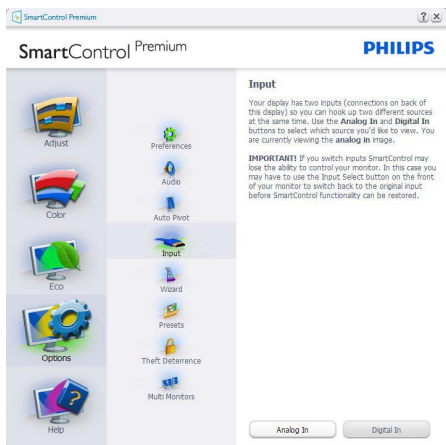 SmartControl Premium
? X
SmartControl Premium
PHILIPS
Adjust
Color
Eco
Options
Help
Preferences
Audio
Auto Pivot
Input
Wizard
Presets
Theft Deterrence
Multi Monitors
Input
Your display has two inputs (connections on back of
this display) so you can hook up two different sources
at the same time. Use the Analog In and Digital In
buttons to select which source you'd like to view. You
are currently viewing the analog in image.
IMPORTANT! If you switch inputs SmartControl may
lose the ability to control your monitor. In this case you
may have to use the Input Select button on the front
of your monitor to switch back to the original input
before SmartControl functionality can be restored.
Analog In
Digital In